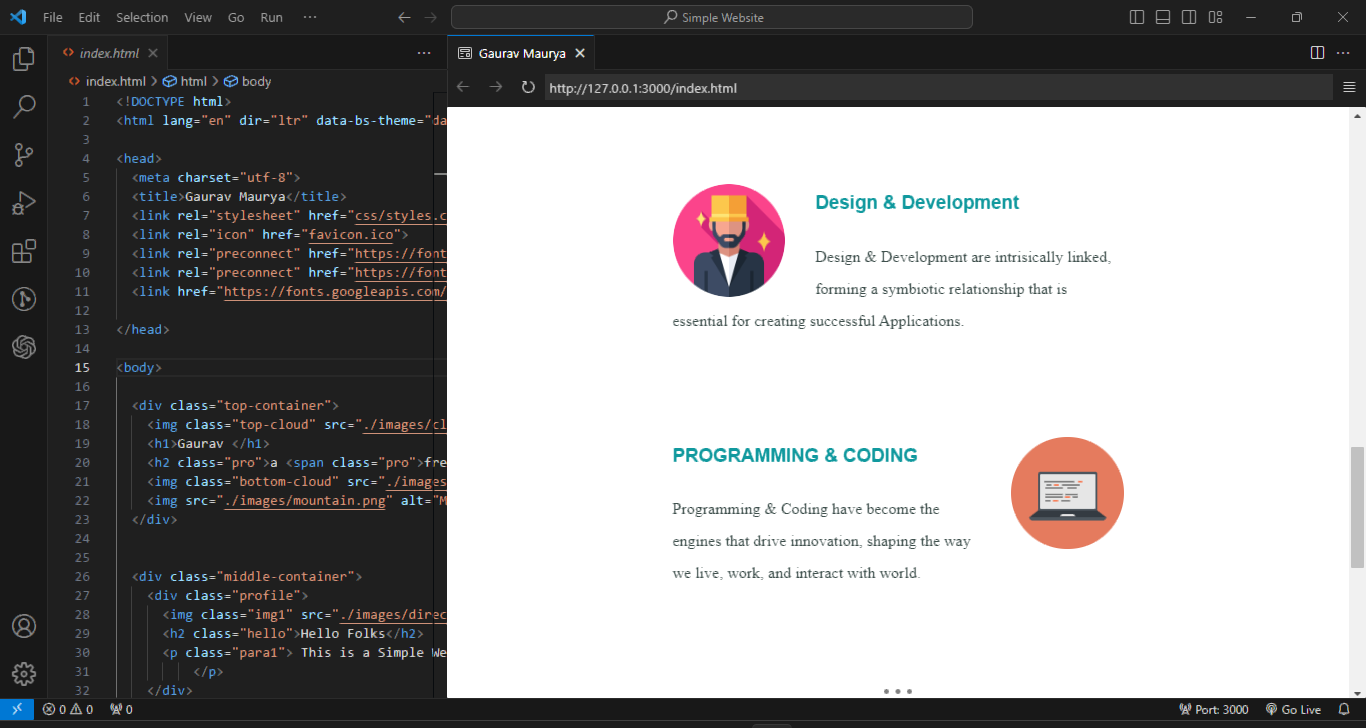 File Edit Selection View Go Run ··· Simple Website
index.html
Gaurav Maurya
index.html > html > body
http://127.0.0.1:3000/index.html
1 <!DOCTYPE html>
2 <html lang="en" dir="ltr" data-bs-theme="da
3
4 <head>
5 <meta charset="utf-8">
6 <title>Gaurav Maurya</title>
7 <link rel="stylesheet" href="css/styles.c
8 <link rel="icon" href="favicon.ico">
9 <link rel="preconnect" href="https://font
10 <link rel="preconnect" href="https://font
11 <link href="https://fonts.googleapis.com/
12
13 </head>
14
15 <body>
16
17 <div class="top-container">
18 <img class="top-cloud" src="./images/cl
19 <h1>Gaurav </h1>
20 <h2 class="pro">a <span class="pro">fre
21 <img class="bottom-cloud" src="./images
22 <img src="./images/mountain.png" alt="M
23 </div>
24
25
26 <div class="middle-container">
27 <div class="profile">
28 <img class="img1" src="./images/direc
29 <h2 class="hello">Hello Folks</h2>
30 <p class="para1"> This is a Simple We
31 </p>
32 </div>
Design & Development
Design & Development are intrisically linked,
forming a symbiotic relationship that is
essential for creating successful Applications.
PROGRAMMING & CODING
Programming & Coding have become the
engines that drive innovation, shaping the way
we live, work, and interact with world.
0 0 0 Port: 3000 Go Live